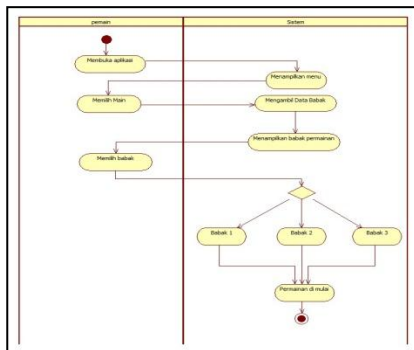 pemain
Sistem
Membuka aplikasi
Menampilkan menu
Memilih Main
Mengambil Data Babak
Menampilkan babak permainan
Memilih babak
Babak 1
Babak 2
Babak 3
Permainan di mulai